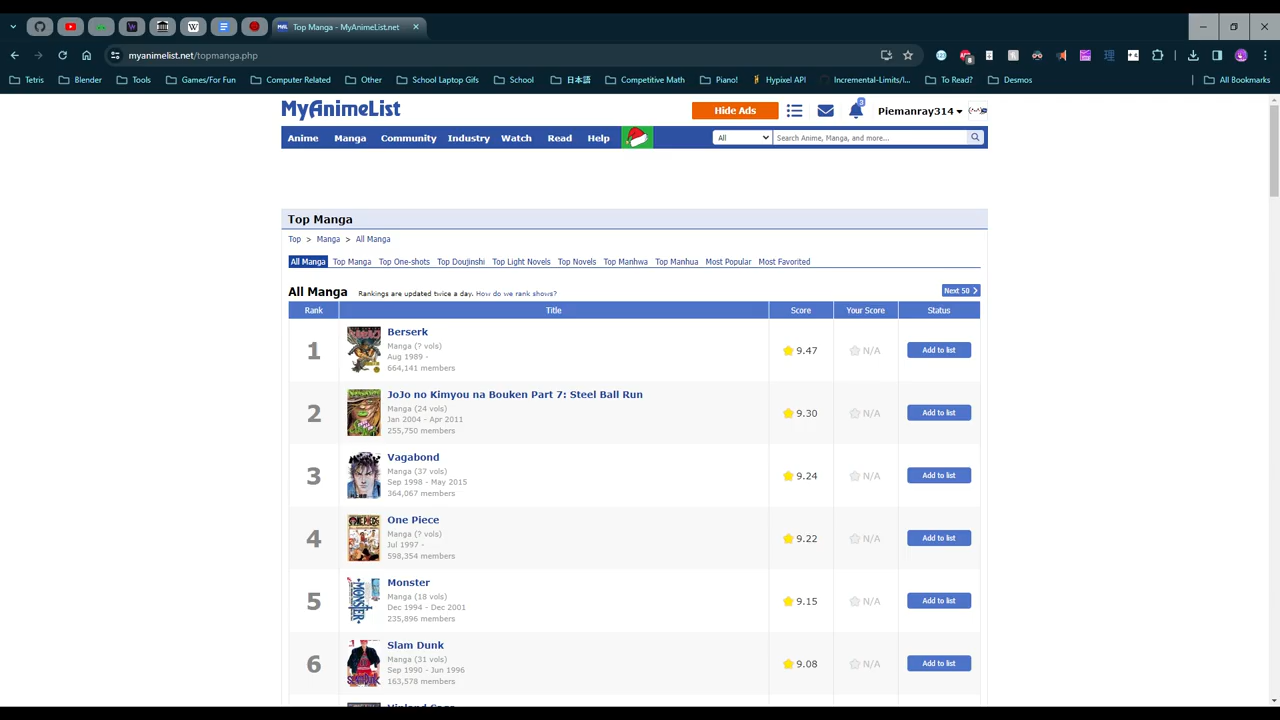 Top Manga - MyAnimeList.net
myanimelist.net/topmanga.php
Tetris Blender Tools Games/For Fun Computer Related Other School Laptop Gifs School 日本語 Competitive Math Piano! Hypixel API Incremental-Limits/I... To Read? Desmos All Bookmarks
MyAnimeList
Hide Ads 3 Piemanray314
Anime Manga Community Industry Watch Read Help All Search Anime, Manga, and more...
Top Manga
Top > Manga > All Manga
All Manga Top Manga Top One-shots Top Doujinshi Top Light Novels Top Novels Top Manhwa Top Manhua Most Popular Most Favorited
All Manga Rankings are updated twice a day. How do we rank shows? Next 50
Rank Title Score Your Score Status
1 Berserk 9.47 N/A Add to list
Manga (? vols)
Aug 1989 -
664,141 members
2 JoJo no Kimyou na Bouken Part 7: Steel Ball Run 9.30 N/A Add to list
Manga (24 vols)
Jan 2004 - Apr 2011
255,750 members
3 Vagabond 9.24 N/A Add to list
Manga (37 vols)
Sep 1998 - May 2015
364,067 members
4 One Piece 9.22 N/A Add to list
Manga (? vols)
Jul 1997 -
598,354 members
5 Monster 9.15 N/A Add to list
Manga (18 vols)
Dec 1994 - Dec 2001
235,896 members
6 Slam Dunk 9.08 N/A Add to list
Manga (31 vols)
Sep 1990 - Jun 1996
163,578 members